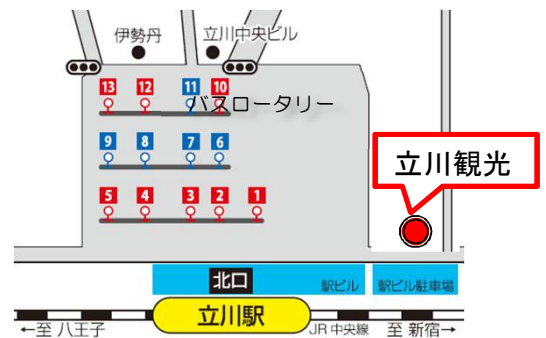 伊勢丹
立川中央ビル
13 12 11 10
バスロータリー
9 8 7 6
立川観光
5 4 3 2 1
北口
駅ビル
駅ビル駐車場
立川駅
←至 八王子
JR 中央線
至 新宿→